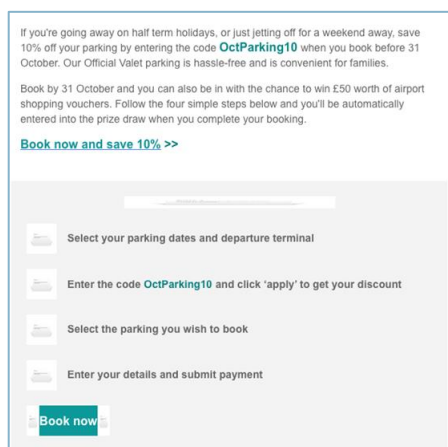 If you're going away on half term holidays, or just jetting off for a weekend away, save
10% off your parking by entering the code OctParking10 when you book before 31
October. Our Official Valet parking is hassle-free and is convenient for families.
Book by 31 October and you can also be in with the chance to win £50 worth of airport
shopping vouchers. Follow the four simple steps below and you'll be automatically
entered into the prize draw when you complete your booking.
Book now and save 10% >>
Select your parking dates and departure terminal
Enter the code OctParking10 and click 'apply' to get your discount
Select the parking you wish to book
Enter your details and submit payment
Book now